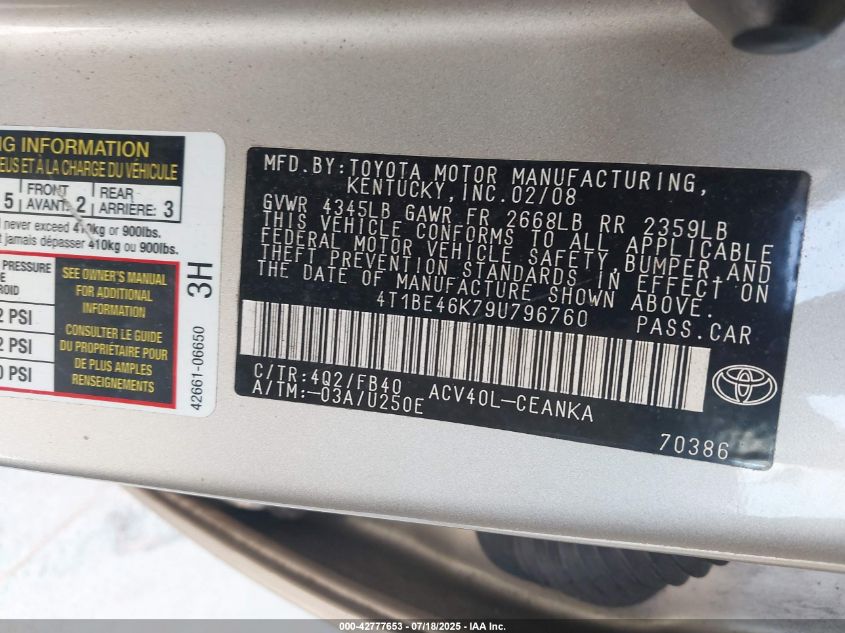 NG INFORMATION
EUS ET À LA CHARGE DU VÉHICULE
5 FRONT AVANT: 2 REAR ARRIÈRE: 3
never exceed kg or 900lbs.
t jamais dépasser 410kg ou 900lbs.
PRESSURE
E
ROID
2 PSI
2 PSI
0 PSI
SEE OWNER'S MANUAL
FOR ADDITIONAL
INFORMATION
CONSULTER LE GUIDE
DU PROPRIÉTAIRE POUR
DE PLUS AMPLES
RENSEIGNEMENTS
3H
42661-06650
MFD.BY:TOYOTA MOTOR MANUFACTURING,
KENTUCKY,INC.02/08
GVWR 4345LB GAWR FR 2668LB RR 2359LB
THIS VEHICLE CONFORMS TO ALL APPLICABLE
FEDERAL MOTOR VEHICLE SAFETY,BUMPER,AND
THEFT PREVENTION STANDARDS IN EFFECT ON
THE DATE OF MANUFACTURE SHOWN ABOVE.
4T1BE46K79U796760 PASS.CAR
C/TR:4Q2/FB40 ACV40L-CEANKA
A/TM:-03A/U250E
70386
000-42777653 07/18/2025 IAA Holdings, LLC